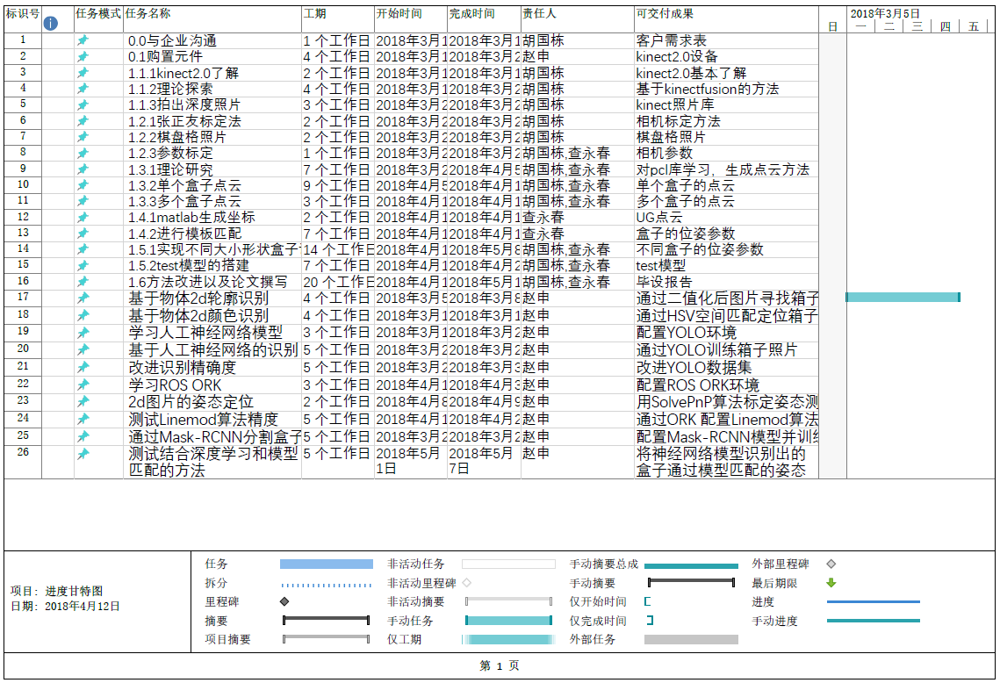 标识号 任务模式 任务名称 工期 开始时间 完成时间 责任人 可交付成果 2018年3月5日
日 一 二 三 四 五
1 0.0与企业沟通 1 个工作日 2018年3月1 2018年3月1 胡国栋 客户需求表
2 0.1购置元件 4 个工作日 2018年3月2 2018年3月2 赵申 kinect2.0设备
3 1.1.1kinect2.0了解 2 个工作日 2018年3月1 2018年3月1 胡国栋 kinect2.0基本了解
4 1.1.2理论探索 4 个工作日 2018年3月1 2018年3月2 胡国栋 基于kinectfusion的方法
5 1.1.3拍出深度照片 3 个工作日 2018年3月2 2018年3月2 胡国栋 kinect照片库
6 1.2.1张正友标定法 2 个工作日 2018年3月2 2018年3月2 胡国栋 相机标定方法
7 1.2.2棋盘格照片 2 个工作日 2018年3月2 2018年3月2 胡国栋 棋盘格照片
8 1.2.3参数标定 1 个工作日 2018年3月2 2018年3月2 胡国栋,查永春 相机参数
9 1.3.1理论研究 7 个工作日 2018年3月2 2018年4月5 胡国栋,查永春 对pcl库学习，生成点云方法
10 1.3.2单个盒子点云 9 个工作日 2018年4月5 2018年4月1 胡国栋,查永春 单个盒子的点云
11 1.3.3多个盒子点云 3 个工作日 2018年4月1 2018年4月1 胡国栋,查永春 多个盒子的点云
12 1.4.1matlab生成坐标 2 个工作日 2018年4月1 2018年4月1 查永春 UG点云
13 1.4.2进行模板匹配 7 个工作日 2018年4月1 2018年4月1 查永春 盒子的位姿参数
14 1.5.1实现不同大小形状盒子 14 个工作日 2018年4月1 2018年5月8 胡国栋,查永春 不同盒子的位姿参数
15 1.5.2test模型的搭建 7 个工作日 2018年4月1 2018年4月2 胡国栋,查永春 test模型
16 1.6方法改进以及论文撰写 20 个工作日 2018年4月1 2018年5月1 胡国栋,查永春 毕设报告
17 基于物体2d轮廓识别 4 个工作日 2018年3月5 2018年3月8 赵申 通过二值化后图片寻找箱子
18 基于物体2d颜色识别 4 个工作日 2018年3月1 2018年3月1 赵申 通过HSV空间匹配定位箱子
19 学习人工神经网络模型 3 个工作日 2018年3月1 2018年3月2 赵申 配置YOLO环境
20 基于人工神经网络的识别 5 个工作日 2018年3月2 2018年3月2 赵申 通过YOLO训练箱子照片
21 改进识别精确度 5 个工作日 2018年3月2 2018年3月3 赵申 改进YOLO数据集
22 学习ROS ORK 3 个工作日 2018年4月1 2018年4月3 赵申 配置ROS ORK环境
23 2d图片的姿态定位 2 个工作日 2018年4月8 2018年4月9 赵申 用SolvePnP算法标定姿态测
24 测试Linemod算法精度 5 个工作日 2018年4月1 2018年4月2 赵申 通过ORK 配置Linemod算法
25 通过Mask-RCNN分割盒子 5 个工作日 2018年3月2 2018年3月2 赵申 配置Mask-RCNN模型并训练
26 测试结合深度学习和模型 5 个工作日 2018年5月 2018年5月 赵申 将神经网络模型识别出的
匹配的方法 1日 7日 盒子通过模型匹配的姿态
任务 非活动任务 手动摘要总成 外部里程碑
拆分 非活动里程碑 手动摘要 最后期限
项目: 进度甘特图
日期: 2018年4月12日
里程碑 非活动摘要 仅开始时间 进度
摘要 手动任务 仅完成时间 手动进度
项目摘要 仅工期 外部任务
第 1 页